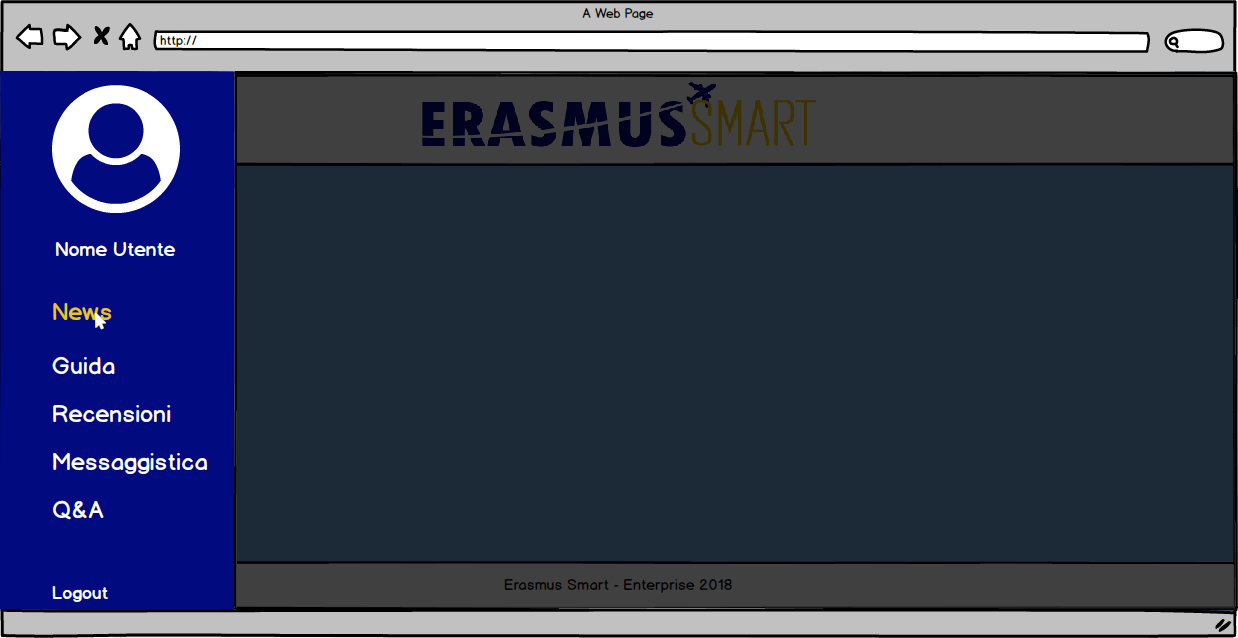 A Web Page
http://
ERASMUSSMART
Nome Utente
News
Guida
Recensioni
Messaggistica
Q&A
Logout
Erasmus Smart - Enterprise 2018